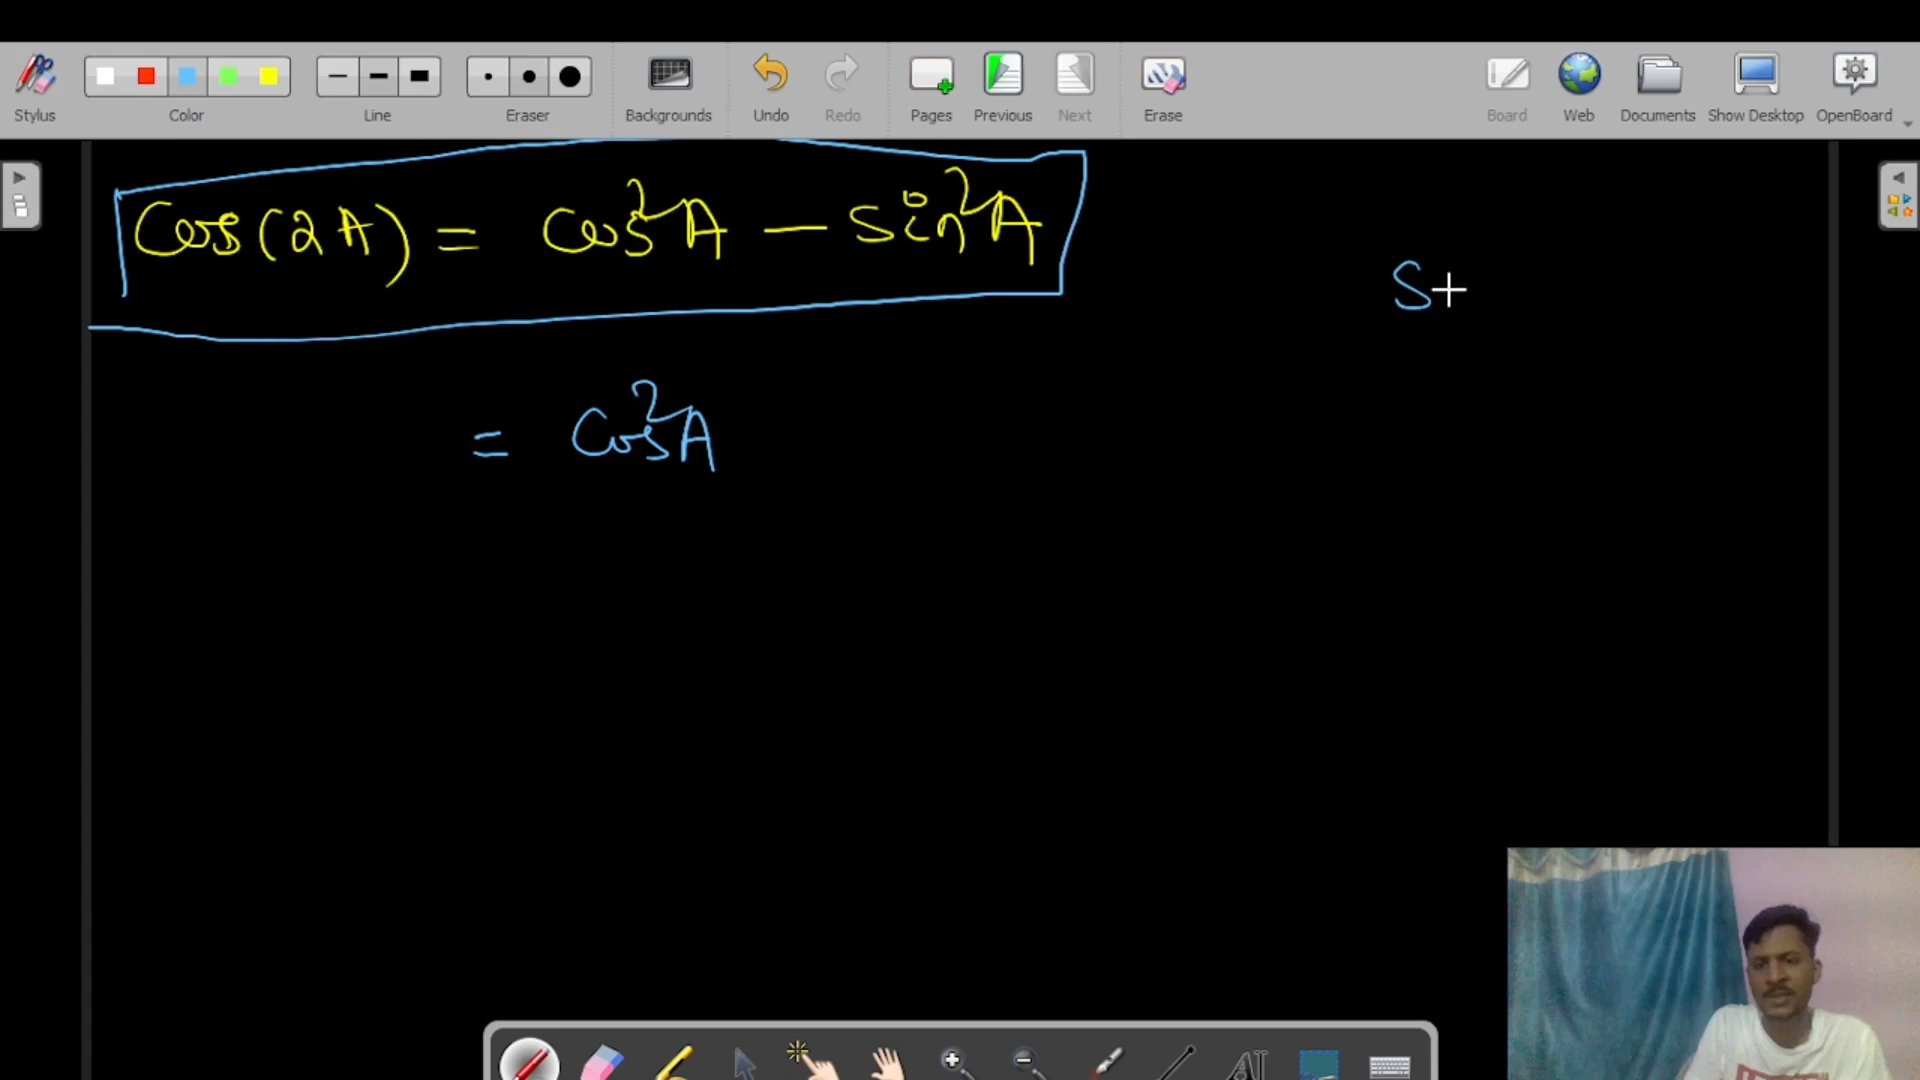 Stylus Color Line Eraser Backgrounds Undo Redo Pages Previous Next Erase Board Web Documents Show Desktop OpenBoard
Cos(2A) = Cos²A – Sin²A
S
= Cos²A